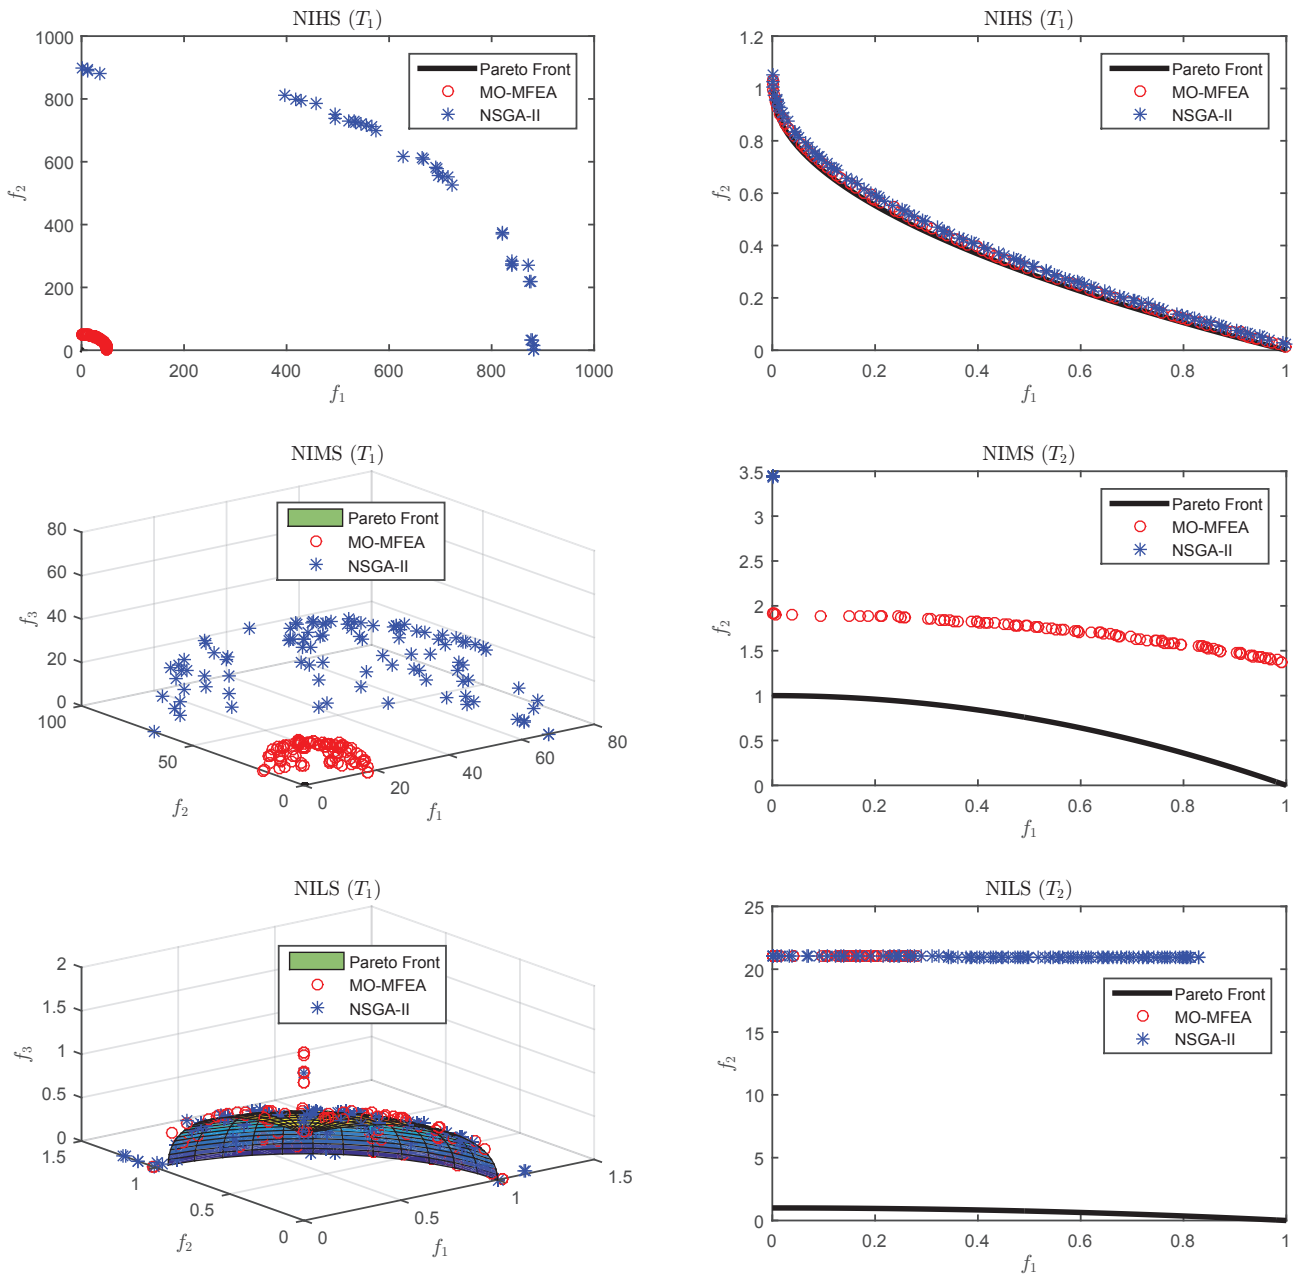 NIHS (T₁)
1000
800
600
400
200
0
0
200
400
600
800
1000
f₁
f₂
Pareto Front
MO-MFEA
NSGA-II
NIHS (T₁)
1.2
1
0.8
0.6
0.4
0.2
0
0
0.2
0.4
0.6
0.8
1
f₁
f₂
Pareto Front
MO-MFEA
NSGA-II
NIMS (T₁)
80
60
40
20
0
f₃
100
50
0
f₂
0
20
40
60
80
f₁
Pareto Front
MO-MFEA
NSGA-II
NIMS (T₂)
3.5
3
2.5
2
1.5
1
0.5
0
0
0.2
0.4
0.6
0.8
1
f₁
f₂
Pareto Front
MO-MFEA
NSGA-II
NILS (T₁)
2
1.5
1
0.5
0
f₃
1.5
1
0.5
0
f₂
0
0.5
1
1.5
f₁
Pareto Front
MO-MFEA
NSGA-II
NILS (T₂)
25
20
15
10
5
0
0
0.2
0.4
0.6
0.8
1
f₁
f₂
Pareto Front
MO-MFEA
NSGA-II